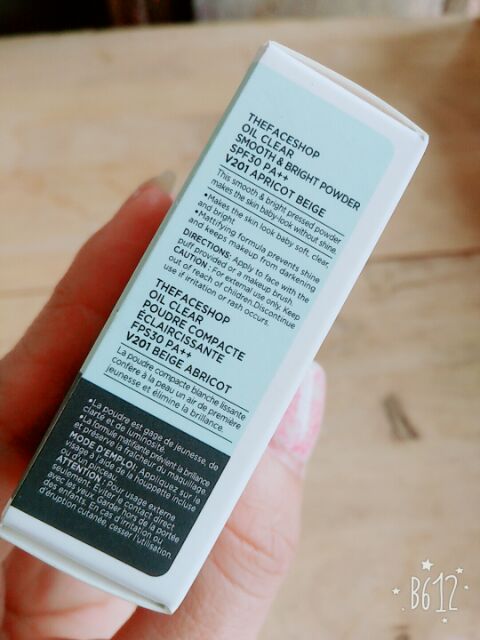 THEFACESHOP
OIL CLEAR
SMOOTH & BRIGHT POWDER
SPF30 PA++
V201 APRICOT BEIGE
This smooth & bright pressed powder
makes the skin baby-look without shine.
•Makes the skin look baby soft, clear,
and bright
•Mattifying formula prevents shine
and keeps makeup from darkening
DIRECTIONS: Apply to face with the
puff provided or a makeup brush.
CAUTION : For external use only. Keep
out of reach of children.Discontinue
use if irritation or rash occurs.
THEFACESHOP
OIL CLEAR
POUDRE COMPACTE
ÉCLAIRCISSANTE
FPS30 PA++
V201 BEIGE ABRICOT
La poudre compacte blanche lissante
confère à la peau un air de première
jeunesse et élimine la brillance.
•La poudre est gage de jeunesse, de
clarté et de luminosité.
•La formule matifiante prévient la brillance
et préserve la fraîcheur du maquillage.
MODE D'EMPLOI: Appliquez sur le
visage à l'aide de la houppette incluse
ou d'un pinceau.
ATTENTION : Pour usage externe
seulement. Éviter le contact direct
avec les yeux. Garder hors de la portée
des enfants. En cas d'irritation ou
d'éruption cutanée, cesser l'utilisation.
B612